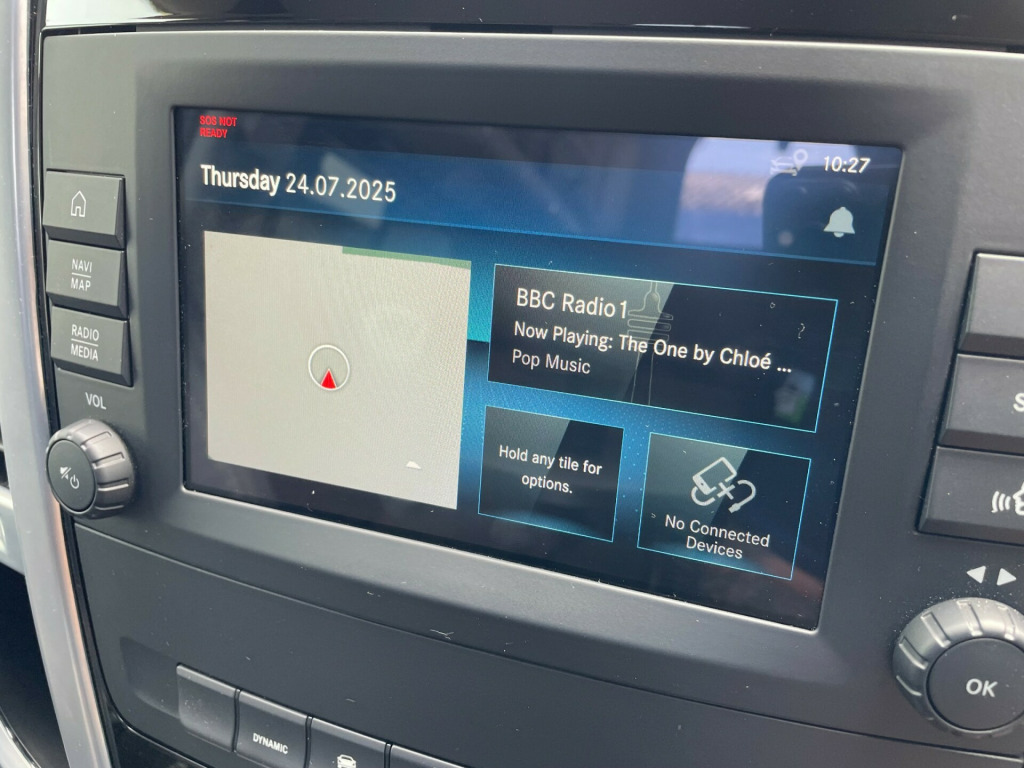 SOS NOT
READY
10:27
Thursday 24.07.2025
NAVI
MAP
RADIO
MEDIA
VOL
BBC Radio 1
Now Playing: The One by Chloé ...
Pop Music
Hold any tile for
options.
No Connected
Devices
OK
DYNAMIC